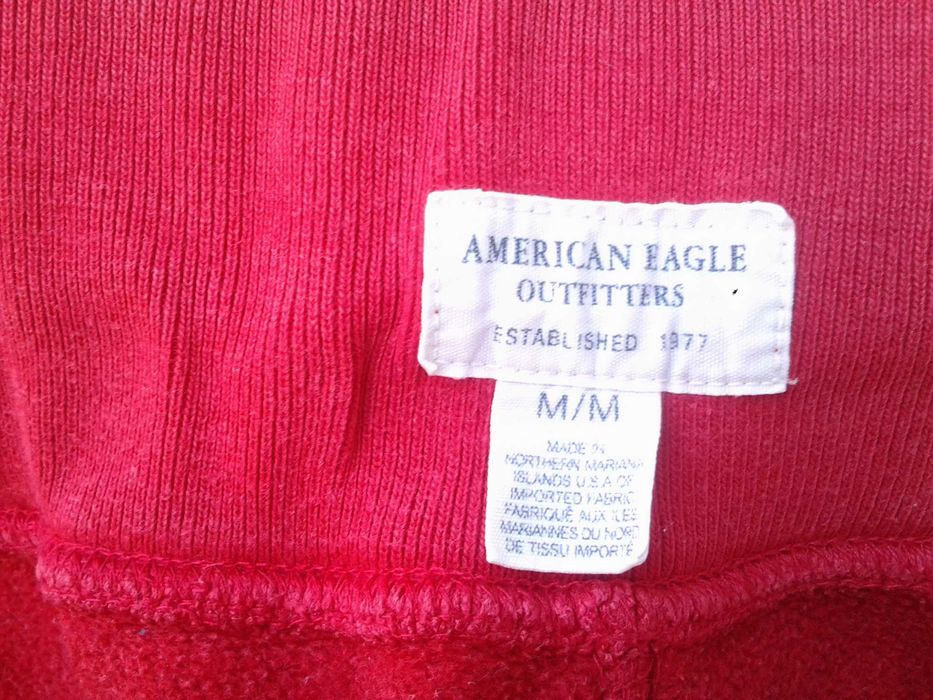 AMERICAN EAGLE
OUTFITTERS
ESTABLISHED 1977
M/M
MADE IN
NORTHERN MARIANA
ISLANDS U.S.A OF
IMPORTED FABRIC
FABRIQUÉ AUX ILES
MARIANNES DU NORD
DE TISSU IMPORTÉ